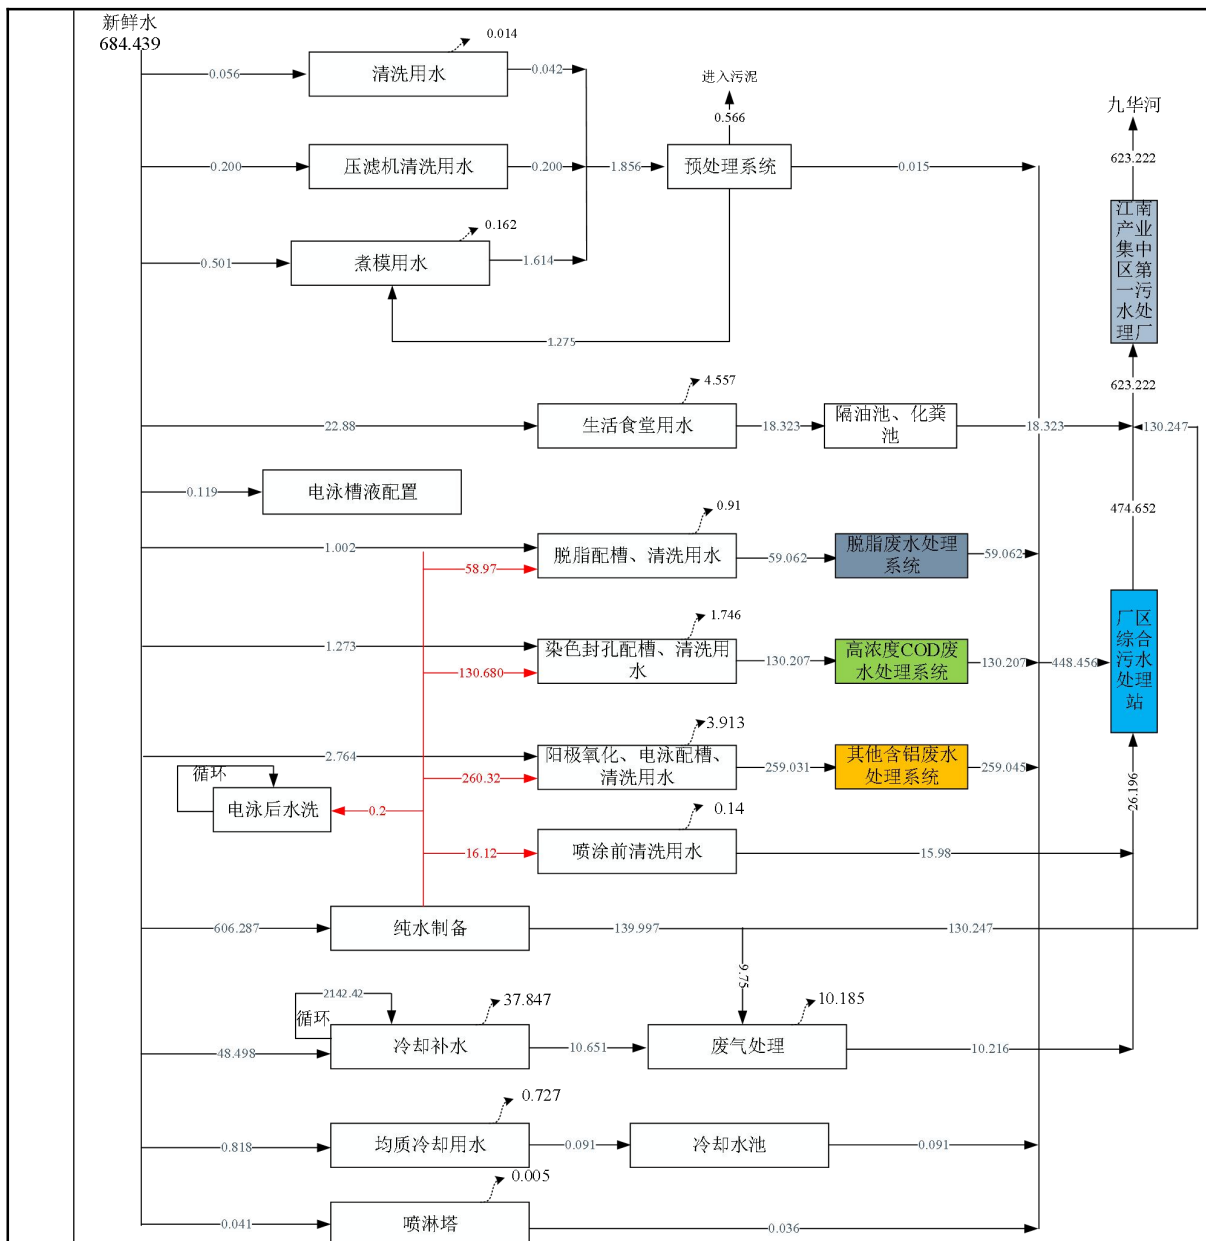 新鲜水
684.439
0.014
0.056
清洗用水
0.042
进入污泥
0.566
九华河
0.200
压滤机清洗用水
0.200
1.856
预处理系统
0.015
623.222
0.162
0.501
煮模用水
1.614
1.275
江南
产业
集中
区第
一污
水处
理厂
623.222
4.557
22.88
生活食堂用水
18.323
隔油池、化粪
池
18.323
130.247
0.119
电泳槽液配置
474.652
0.91
1.002
58.97
脱脂配槽、清洗用水
59.062
脱脂废水处理
系统
59.062
1.746
1.273
130.680
染色封孔配槽、清洗用
水
130.207
高浓度COD废
水处理系统
130.207
448.456
厂区
综合
污水
处理
站
3.913
2.764
260.32
阳极氧化、电泳配槽、
清洗用水
259.031
其他含铝废水
处理系统
259.045
26.196
循环
电泳后水洗
0.2
0.14
16.12
喷涂前清洗用水
15.98
606.287
纯水制备
139.997
130.247
9.75
2142.42
循环
37.847
10.185
48.498
冷却补水
10.651
废气处理
10.216
0.727
0.818
均质冷却用水
0.091
冷却水池
0.091
0.005
0.041
喷淋塔
0.036